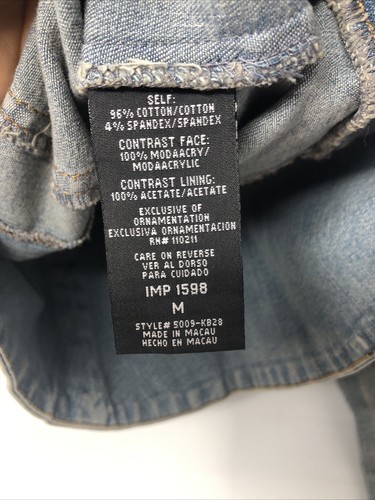 SELF:
96% COTTON/COTTON
4% SPANDEX/SPANDEX
CONTRAST FACE:
100% MODAACRY/
MODAACRYLIC
CONTRAST LINING:
100% ACETATE/ACETATE
EXCLUSIVE OF
ORNAMENTATION
EXCLUSIVA ORNAMENTACION
RN# 110211
CARE ON REVERSE
VER AL DORSO
PARA CUIDADO
IMP 1598
M
STYLE# 5009-KB28
MADE IN MACAU
HECHO EN MACAU